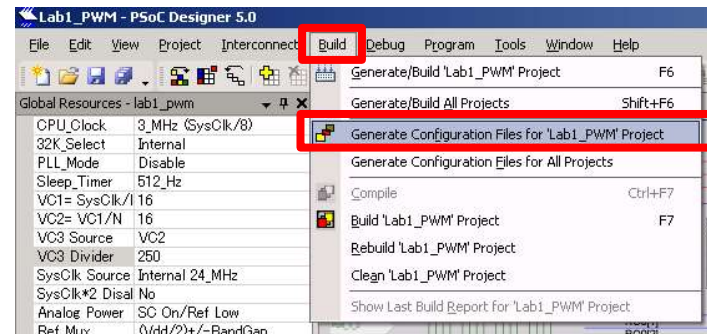 Lab1_PWM - PSoC Designer 5.0
File Edit View Project Interconnect Build Debug Program Tools Window Help
Generate/Build 'Lab1_PWM' Project F6
Global Resources - lab1_pwm
Generate/Build All Projects Shift+F6
CPU_Clock 3_MHz (SysClk/8)
Generate Configuration Files for 'Lab1_PWM' Project
32K_Select Internal
PLL_Mode Disable
Generate Configuration Files for All Projects
Sleep_Timer 512_Hz
Compile Ctrl+F7
VC1= SysClk/ 16
VC2= VC1/N 16
Build 'Lab1_PWM' Project F7
VC3 Source VC2
Rebuild 'Lab1_PWM' Project
VC3 Divider 250
SysClk Source Internal 24_MHz
Clean 'Lab1_PWM' Project
SysClk*2 Disal No
Analog Power SC On/Ref Low
Show Last Build Report for 'Lab1_PWM' Project
Ref Mux (Vdd/2)+/-BandGap